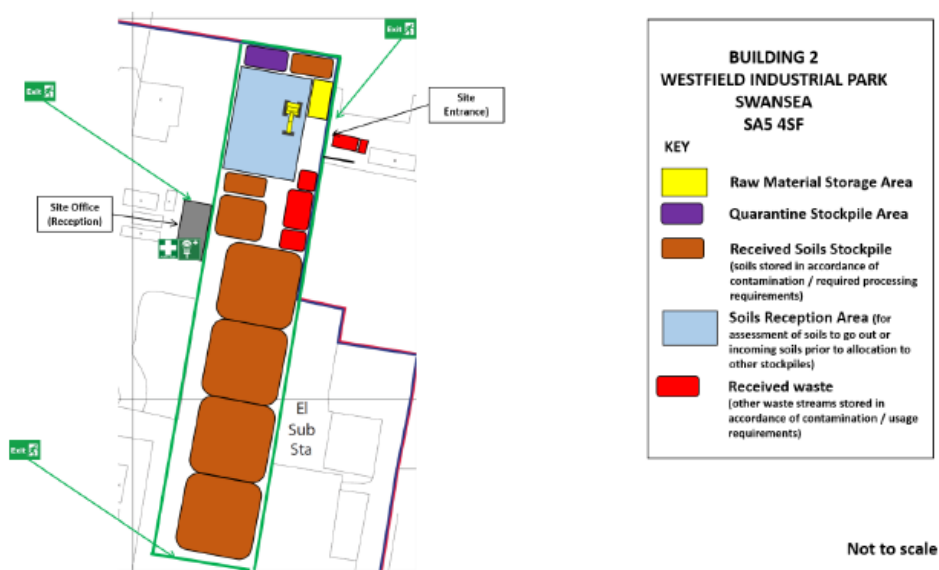 Exit
Exit
Exit
Site
Entrance)
Site Office
(Reception)
El
Sub
Sta
Exit
BUILDING 2
WESTFIELD INDUSTRIAL PARK
SWANSEA
SA5 4SF
KEY
Raw Material Storage Area
Quarantine Stockpile Area
Received Soils Stockpile
(soils stored in accordance of
contamination / required processing
requirements)
Soils Reception Area (for
assessment of soils to go out or
incoming soils prior to allocation to
other stockpiles)
Received waste
(other waste streams stored in
accordance of contamination / usage
requirements)
Not to scale